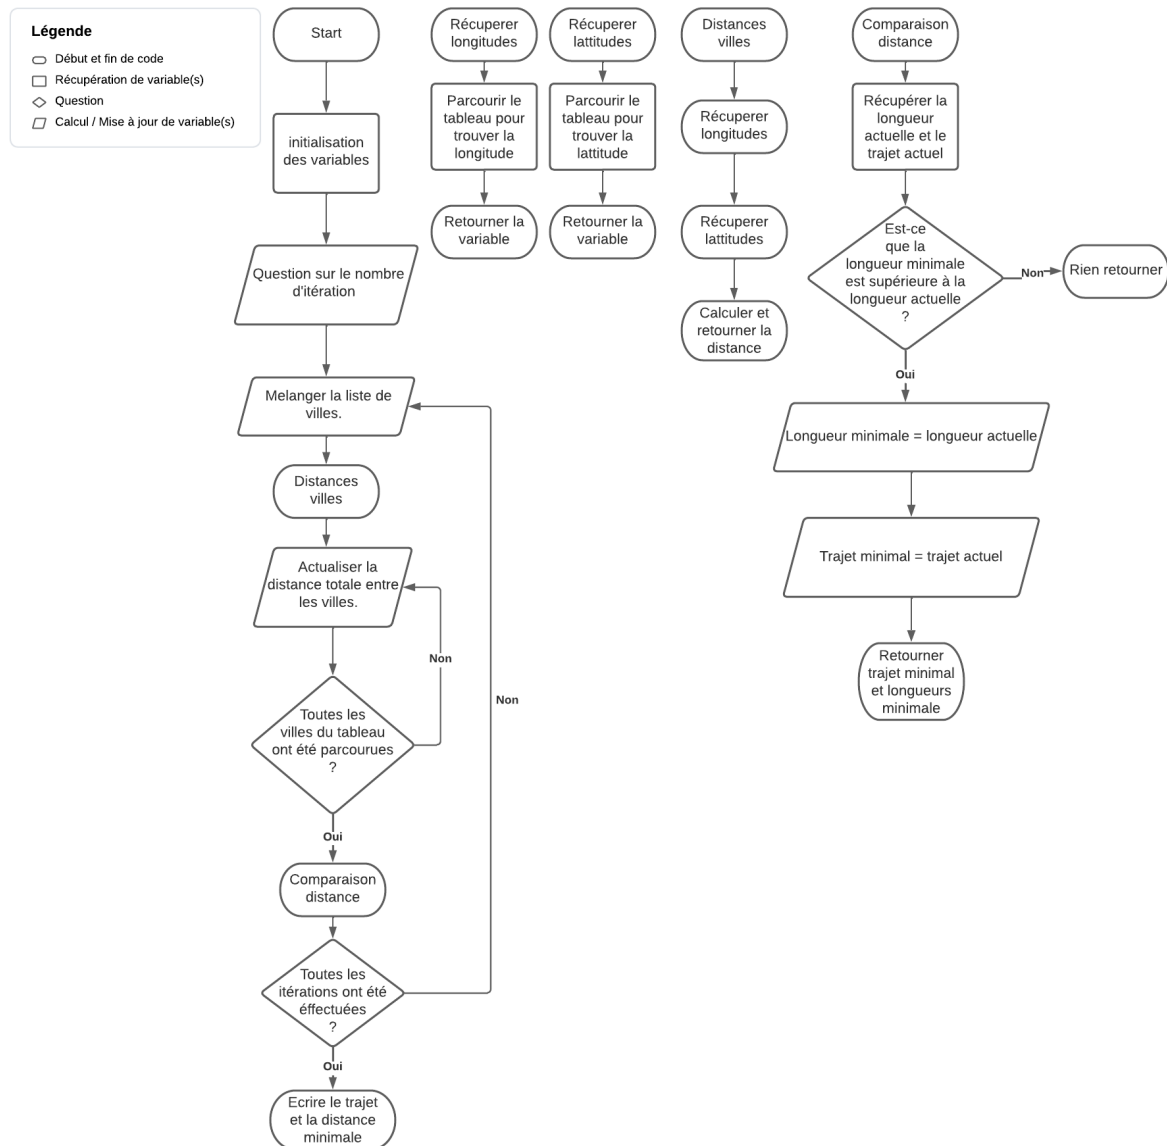 Légende
Début et fin de code
Récupération de variable(s)
Question
Calcul / Mise à jour de variable(s)
Start
initialisation
des variables
Question sur le nombre
d'itération
Melanger la liste de
villes.
Distances
villes
Actualiser la
distance totale entre
les villes.
Non
Toutes les
villes du tableau
ont été parcourues
?
Oui
Comparaison
distance
Non
Toutes les
itérations ont été
éffectuées
?
Oui
Ecrire le trajet
et la distance
minimale
Récuperer
longitudes
Parcourir le
tableau pour
trouver la
longitude
Retourner la
variable
Récuperer
lattitudes
Parcourir le
tableau pour
trouver la
lattitude
Retourner la
variable
Distances
villes
Récuperer
longitudes
Récuperer
lattitudes
Calculer et
retourner la
distance
Comparaison
distance
Récupérer la
longueur
actuelle et le
trajet actuel
Est-ce
que la
longueur minimale
est supérieure à la
longueur actuelle
?
Non
Rien retourner
Oui
Longueur minimale = longueur actuelle
Trajet minimal = trajet actuel
Retourner
trajet minimal
et longueurs
minimale